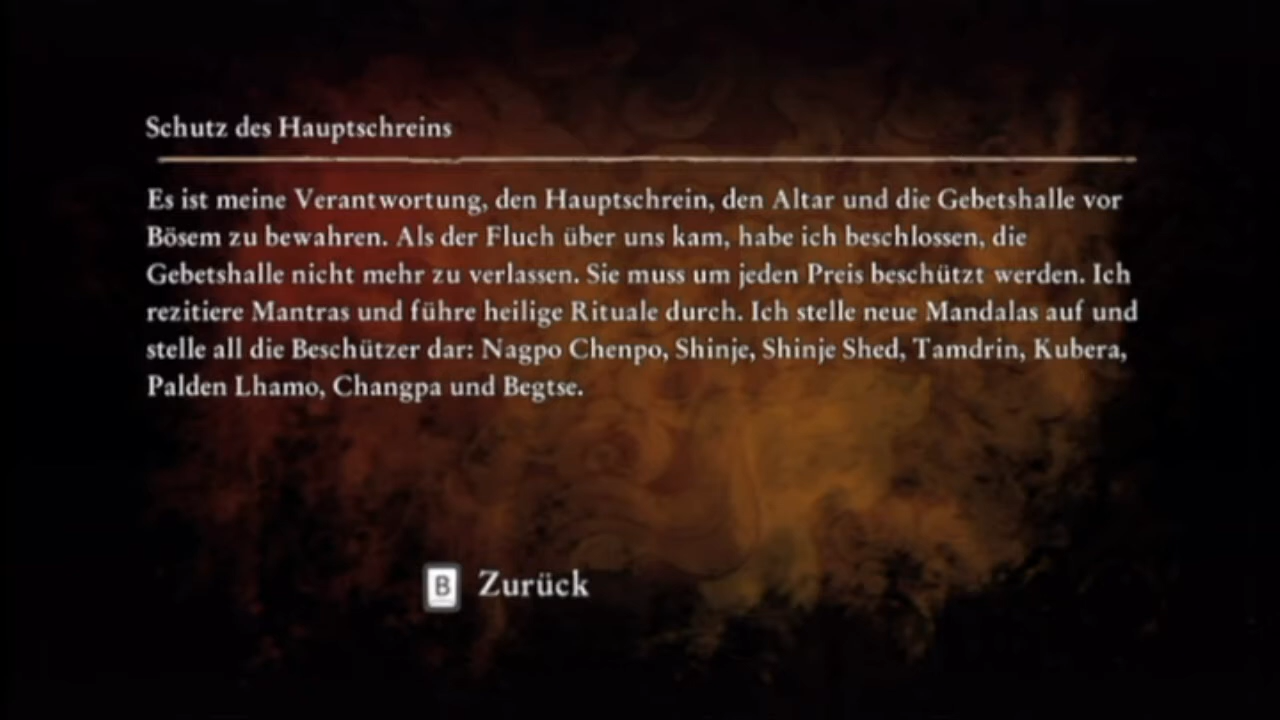 Schutz des Hauptschreins
Es ist meine Verantwortung, den Hauptschrein, den Altar und die Gebetshalle vor
Bösem zu bewahren. Als der Fluch über uns kam, habe ich beschlossen, die
Gebetshalle nicht mehr zu verlassen. Sie muss um jeden Preis beschützt werden. Ich
rezitiere Mantras und führe heilige Rituale durch. Ich stelle neue Mandalas auf und
stelle all die Beschützer dar: Nagpo Chenpo, Shinje, Shinje Shed, Tamdrin, Kubera,
Palden Lhamo, Changpa und Begtse.
B Zurück